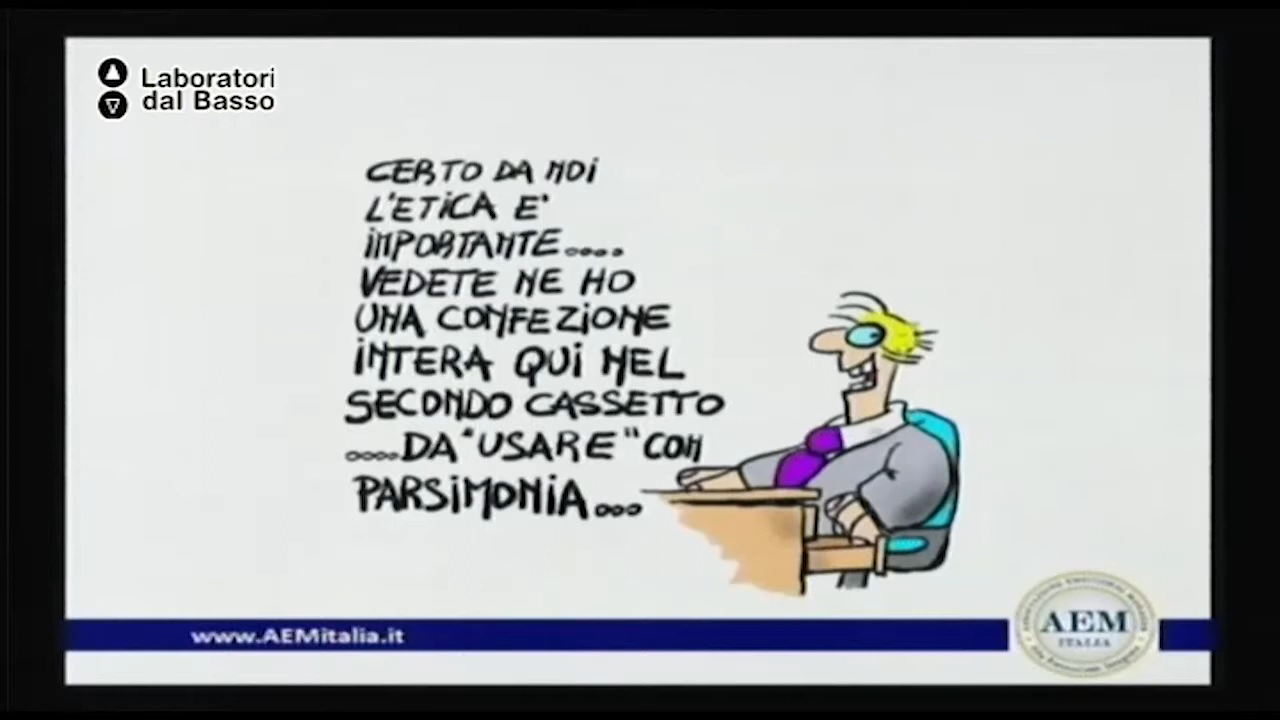 Laboratori
dal Basso
CERTO DA NOI
L'ETiCA E'
iMPORTANTE.....
VEDETE NE HO
UNA CONFEZiONE
iNTERA QUi NEL
SECONDO CASSETTO
.....DA "USARE" CON
PARSiMONiA...
www.AEMitalia.it
AEM
ITALIA